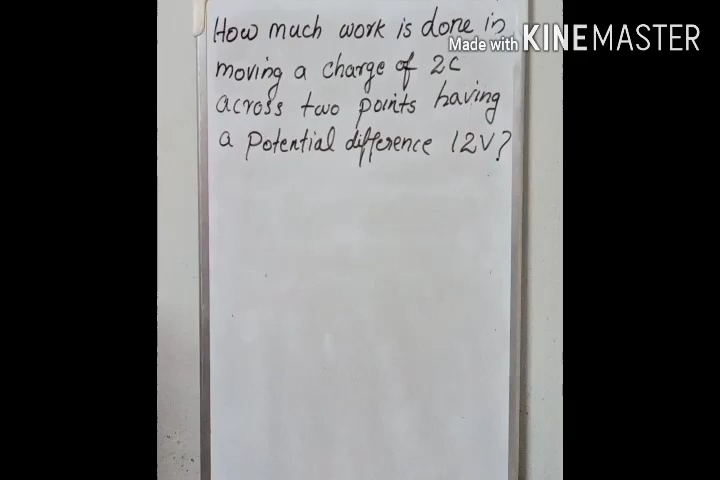 How much work is done in
Made with KINEMASTER
moving a charge of 2C
across two points having
a potential difference 12V?